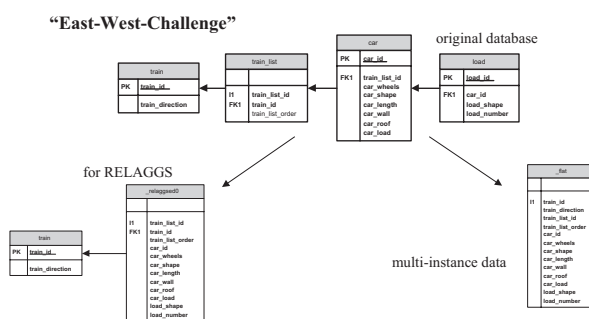 “East-West-Challenge”
original database
train
PK train_id
train_direction
train_list
I1 train_list_id
FK1 train_id
train_list_order
car
PK car_id
FK1 train_list_id
car_wheels
car_shape
car_length
car_wall
car_roof
car_load
load
PK load_id
FK1 car_id
load_shape
load_number
for RELAGGS
_relaggsed0
I1 train_list_id
FK1 train_id
train_list_order
car_id
car_wheels
car_shape
car_length
car_wall
car_roof
car_load
load_shape
load_number
train
PK train_id
train_direction
multi-instance data
_flat
I1 train_id
train_direction
train_list_id
train_list_order
car_id
car_wheels
car_shape
car_length
car_wall
car_roof
car_load
load_shape
load_number